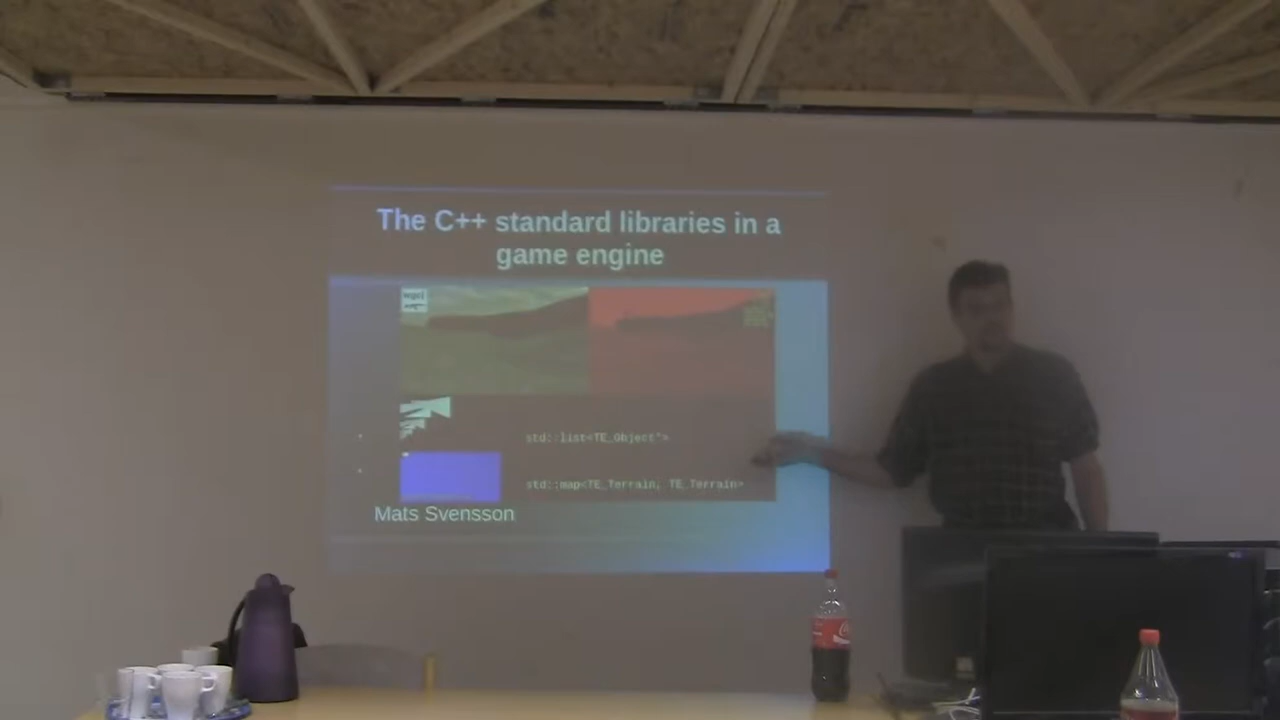 The C++ standard libraries in a
game engine
std::list<TE_Object*>
std::map<TE_Terrain, TE_Terrain>
Mats Svensson